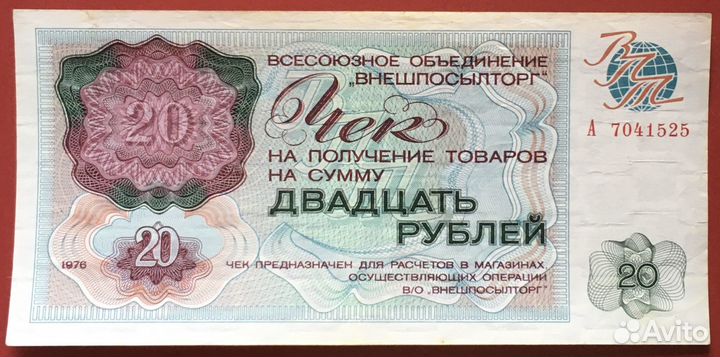 ВСЕСОЮЗНОЕ ОБЪЕДИНЕНИЕ
„ВНЕШПОСЫЛТОРГ"
ВПТ
Чек
А 7041525
20
НА ПОЛУЧЕНИЕ ТОВАРОВ
НА СУММУ
ДВАДЦАТЬ
РУБЛЕЙ
20
1976
ЧЕК ПРЕДНАЗНАЧЕН ДЛЯ РАСЧЕТОВ В МАГАЗИНАХ,
ОСУЩЕСТВЛЯЮЩИХ ОПЕРАЦИИ
В/О „ВНЕШПОСЫЛТОРГ"
20
Avito